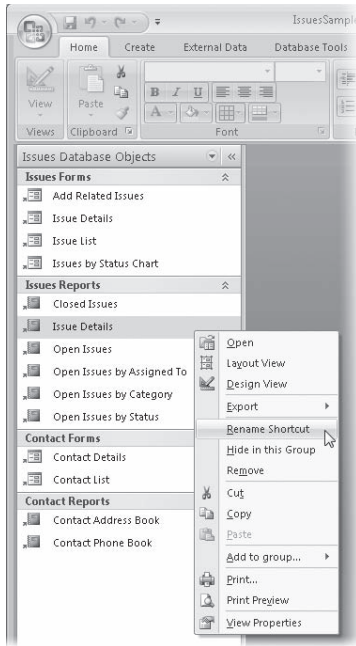 IssuesSampl
Home Create External Data Database Tools
View Paste B I U A
Views Clipboard Font
Issues Database Objects
Issues Forms
Add Related Issues
Issue Details
Issue List
Issues by Status Chart
Issues Reports
Closed Issues
Issue Details
Open Issues
Open Issues by Assigned To
Open Issues by Category
Open Issues by Status
Contact Forms
Contact Details
Contact List
Contact Reports
Contact Address Book
Contact Phone Book
Open
Layout View
Design View
Export
Rename Shortcut
Hide in this Group
Remove
Cut
Copy
Paste
Add to group...
Print...
Print Preview
View Properties